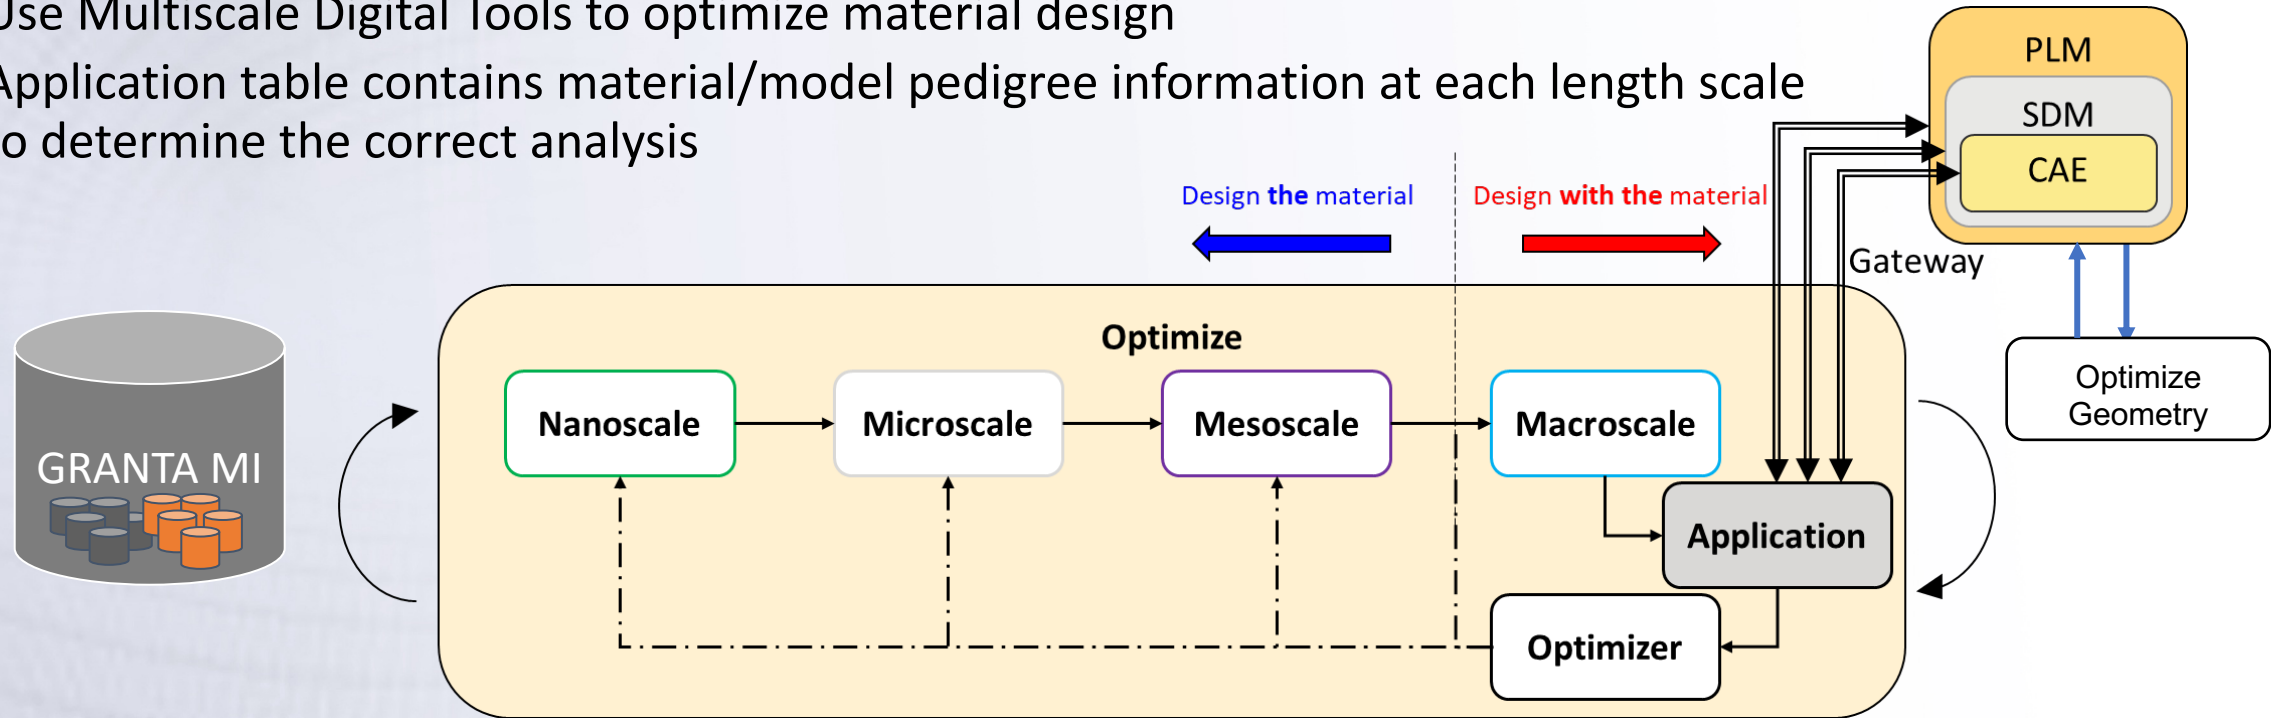 Use Multiscale Digital Tools to optimize material design
Application table contains material/model pedigree information at each length scale
o determine the correct analysis
PLM
SDM
CAE
Design the material
Design with the material
Gateway
Optimize
Optimize
Geometry
Nanoscale
Microscale
Mesoscale
Macroscale
GRANTA MI
Application
Optimizer